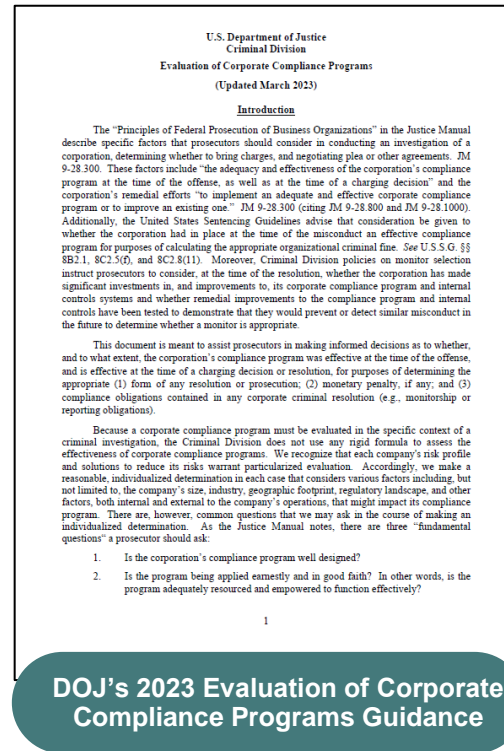 U.S. Department of Justice
Criminal Division
Evaluation of Corporate Compliance Programs
(Updated March 2023)
Introduction
The “Principles of Federal Prosecution of Business Organizations” in the Justice Manual
describe specific factors that prosecutors should consider in conducting an investigation of a
corporation, determining whether to bring charges, and negotiating plea or other agreements. JM
9-28.300. These factors include “the adequacy and effectiveness of the corporation’s compliance
program at the time of the offense, as well as at the time of a charging decision” and the
corporation’s remedial efforts “to implement an adequate and effective corporate compliance
program or to improve an existing one.” JM 9-28.300 (citing JM 9-28.800 and JM 9-28.1000).
Additionally, the United States Sentencing Guidelines advise that consideration be given to
whether the corporation had in place at the time of the misconduct an effective compliance
program for purposes of calculating the appropriate organizational criminal fine. See U.S.S.G. §§
8B2.1, 8C2.5(f), and 8C2.8(11). Moreover, Criminal Division policies on monitor selection
instruct prosecutors to consider, at the time of the resolution, whether the corporation has made
significant investments in, and improvements to, its corporate compliance program and internal
controls systems and whether remedial improvements to the compliance program and internal
controls have been tested to demonstrate that they would prevent or detect similar misconduct in
the future to determine whether a monitor is appropriate.
This document is meant to assist prosecutors in making informed decisions as to whether,
and to what extent, the corporation’s compliance program was effective at the time of the offense,
and is effective at the time of a charging decision or resolution, for purposes of determining the
appropriate (1) form of any resolution or prosecution; (2) monetary penalty, if any; and (3)
compliance obligations contained in any corporate criminal resolution (e.g., monitorship or
reporting obligations).
Because a corporate compliance program must be evaluated in the specific context of a
criminal investigation, the Criminal Division does not use any rigid formula to assess the
effectiveness of corporate compliance programs. We recognize that each company's risk profile
and solutions to reduce its risks warrant particularized evaluation. Accordingly, we make a
reasonable, individualized determination in each case that considers various factors including, but
not limited to, the company’s size, industry, geographic footprint, regulatory landscape, and other
factors, both internal and external to the company’s operations, that might impact its compliance
program. There are, however, common questions that we may ask in the course of making an
individualized determination. As the Justice Manual notes, there are three “fundamental
questions” a prosecutor should ask:
1. Is the corporation’s compliance program well designed?
2. Is the program being applied earnestly and in good faith? In other words, is the
program adequately resourced and empowered to function effectively?
1
DOJ’s 2023 Evaluation of Corporate
Compliance Programs Guidance